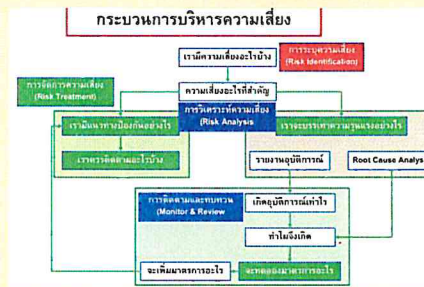 กระบวนการบริหารความเสี่ยง
เรามีความเสี่ยงอะไรบ้าง
การระบุความเสี่ยง
(Risk Identification)
การจัดการความเสี่ยง
(Risk Treatment)
ความเสี่ยงอะไรที่สำคัญ
การวิเคราะห์ความเสี่ยง
(Risk Analysis
เรามีแนวทางป้องกันอย่างไร
เราจะบรรเทาความรุนแรงอย่างไร
เราควรติดตามอะไรบ้าง
รายงานอุบัติการณ์
Root Cause Analysi
การติดตามและทบทวน
(Monitor & Review
เกิดอุบัติการณ์เท่าไร
ทำไมจึงเกิด
จะเพิ่มมาตรการอะไร
จะทดลองมาตรการอะไร